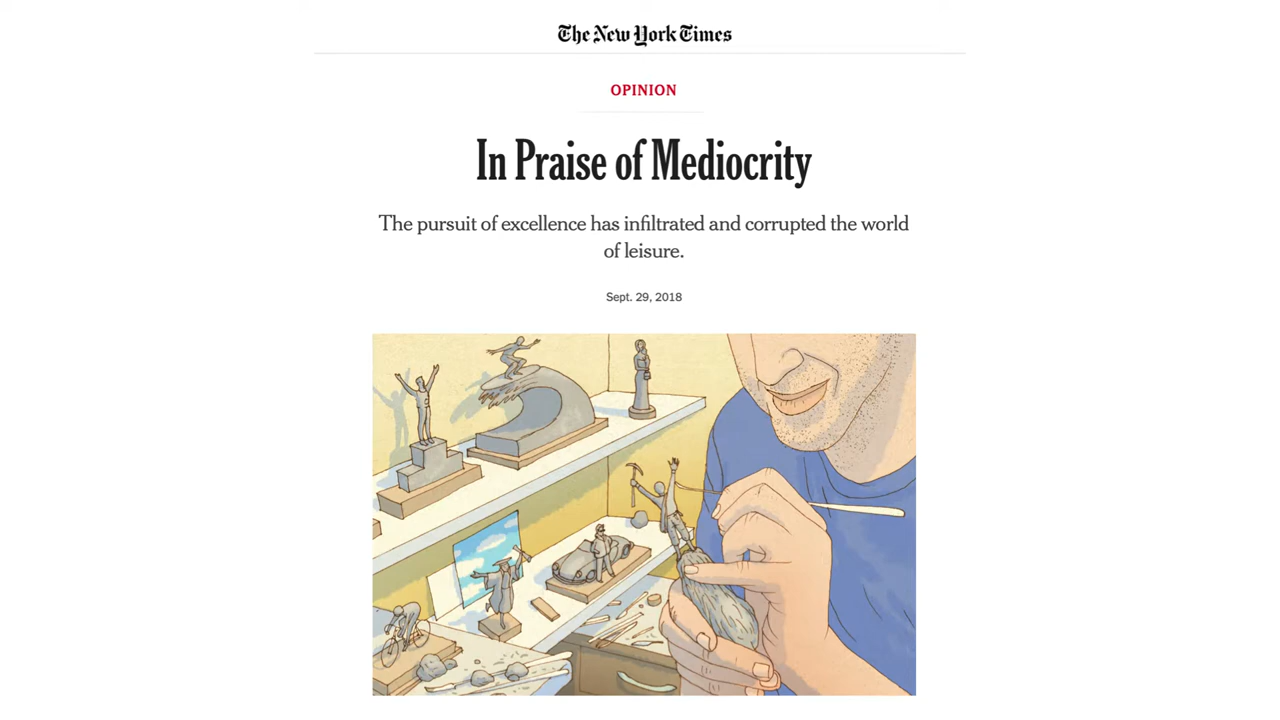 The New York Times
OPINION
In Praise of Mediocrity
The pursuit of excellence has infiltrated and corrupted the world
of leisure.
Sept. 29, 2018